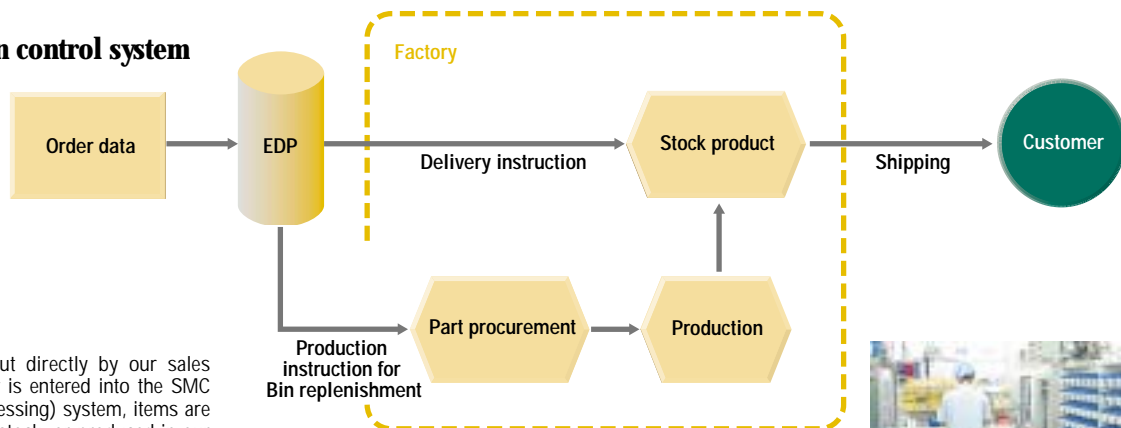 n control system
Factory
Order data
EDP
Delivery instruction
Stock product
Shipping
Customer
Part procurement
Production
Production
instruction for
Bin replenishment
ut directly by our sales
is entered into the SMC
essing) system, items are